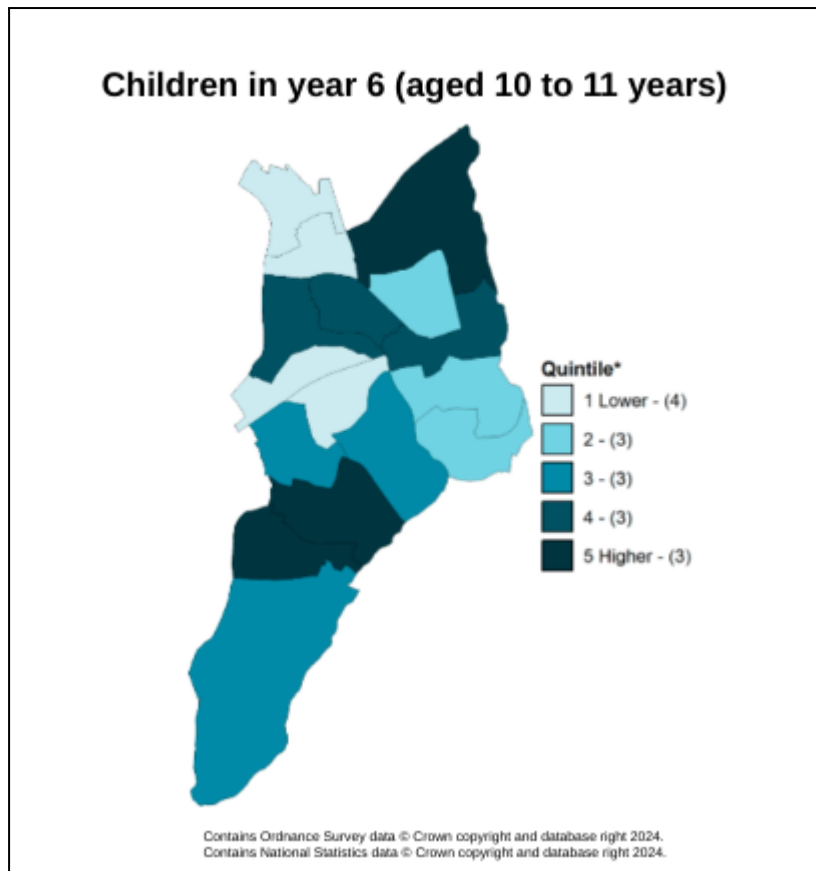 Children in year 6 (aged 10 to 11 years)
Quintile*
1 Lower - (4)
2 - (3)
3 - (3)
4 - (3)
5 Higher - (3)
Contains Ordnance Survey data © Crown copyright and database right 2024.
Contains National Statistics data © Crown copyright and database right 2024.